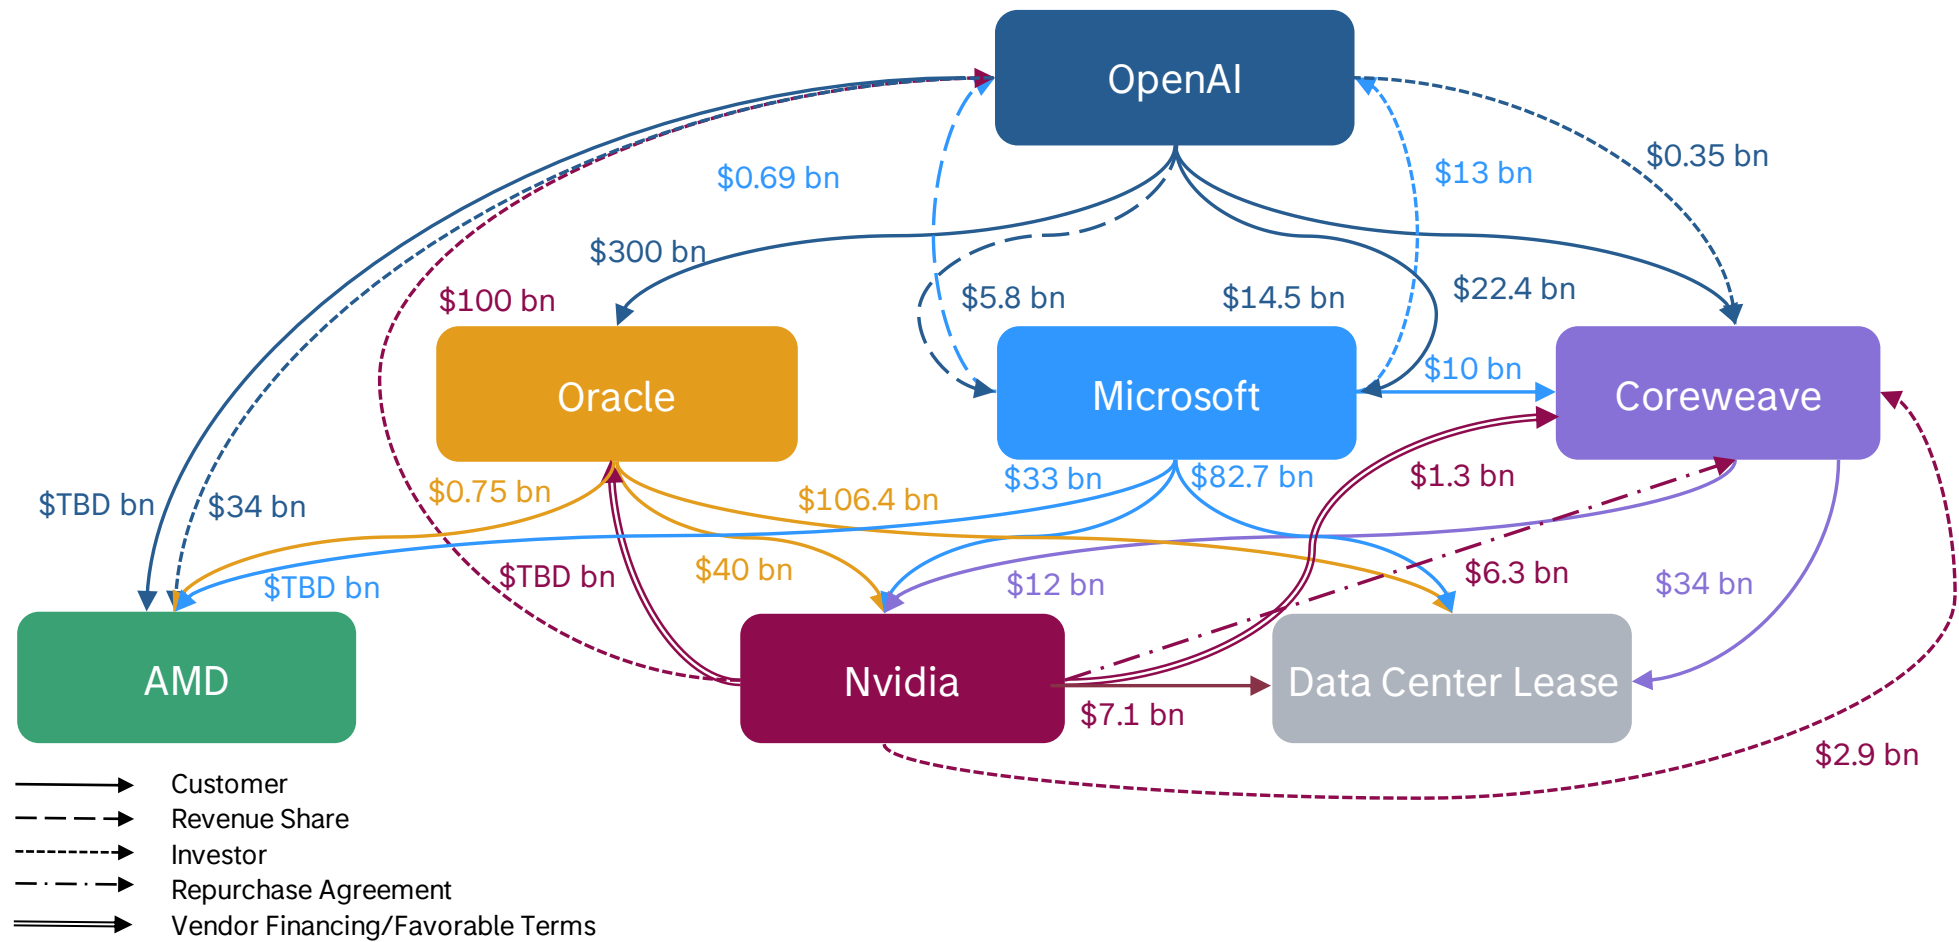 OpenAI
$0.69 bn
$13 bn
$0.35 bn
$300 bn
$100 bn
$5.8 bn
$14.5 bn
$22.4 bn
Oracle
Microsoft
$10 bn
Coreweave
$TBD bn
$34 bn
$0.75 bn
$106.4 bn
$33 bn
$82.7 bn
$1.3 bn
$TBD bn
$TBD bn
$40 bn
$12 bn
$6.3 bn
$34 bn
AMD
Nvidia
$7.1 bn
Data Center Lease
$2.9 bn
Customer
Revenue Share
Investor
Repurchase Agreement
Vendor Financing/Favorable Terms